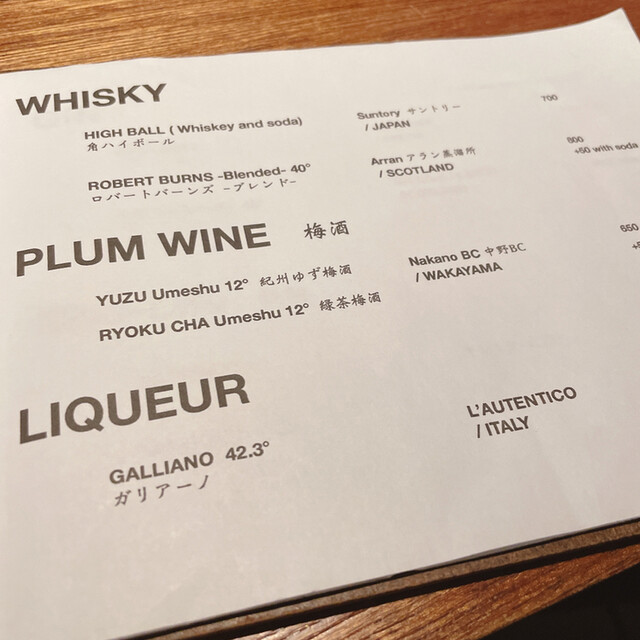 WHISKY
HIGH BALL ( Whiskey and soda)
角ハイボール
Suntory サントリー
/ JAPAN
700
ROBERT BURNS -Blended- 40°
ロバートバーンズ -ブレンド-
Arran アラン蒸溜所
/ SCOTLAND
800
+50 with soda
PLUM WINE 梅酒
YUZU Umeshu 12° 紀州ゆず梅酒
RYOKU CHA Umeshu 12° 緑茶梅酒
Nakano BC 中野BC
/ WAKAYAMA
650
LIQUEUR
GALLIANO 42.3°
ガリアーノ
L'AUTENTICO
/ ITALY